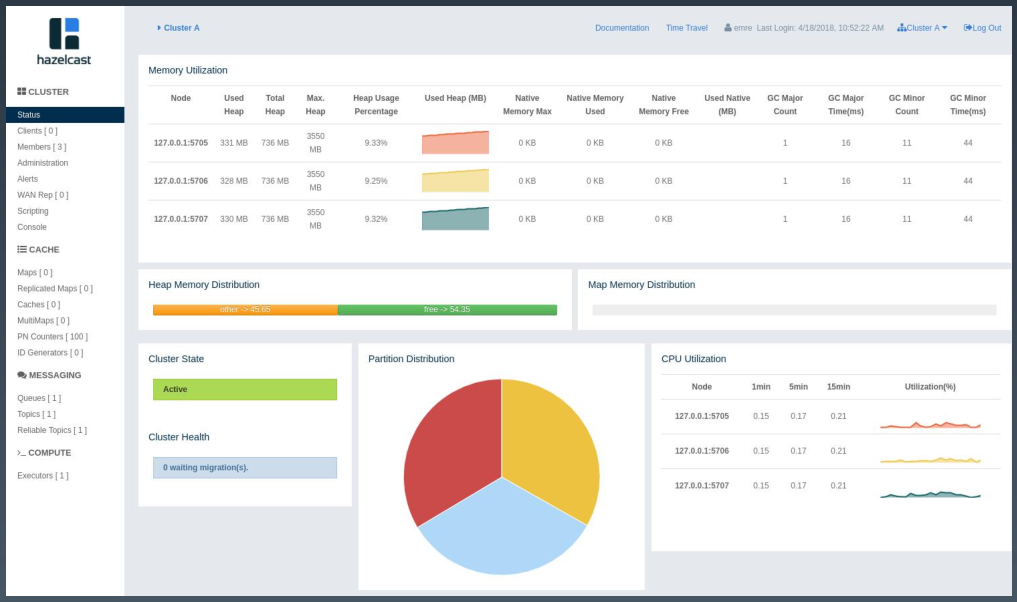 hazelcast
Cluster A
Documentation Time Travel emre Last Login: 4/18/2018, 10:52:22 AM Cluster A Log Out
CLUSTER
Status
Clients [ 0 ]
Members [ 3 ]
Administration
Alerts
WAN Rep [ 0 ]
Scripting
Console
CACHE
Maps [ 0 ]
Replicated Maps [ 0 ]
Caches [ 0 ]
MultiMaps [ 0 ]
PN Counters [ 100 ]
ID Generators [ 0 ]
MESSAGING
Queues [ 1 ]
Topics [ 1 ]
Reliable Topics [ 1 ]
COMPUTE
Executors [ 1 ]
Memory Utilization
Node Used Heap Total Heap Max. Heap Heap Usage Percentage Used Heap (MB) Native Memory Max Native Memory Used Native Memory Free Used Native (MB) GC Major Count GC Major Time(ms) GC Minor Count GC Minor Time(ms)
127.0.0.1:5705 331 MB 736 MB 3550 MB 9.33% 0 KB 0 KB 0 KB 1 16 11 44
127.0.0.1:5706 328 MB 736 MB 3550 MB 9.25% 0 KB 0 KB 0 KB 1 16 11 44
127.0.0.1:5707 330 MB 736 MB 3550 MB 9.32% 0 KB 0 KB 0 KB 1 16 11 44
Heap Memory Distribution
other -> 45.65 free -> 54.35
Map Memory Distribution
Cluster State
Active
Cluster Health
0 waiting migration(s).
Partition Distribution
CPU Utilization
Node 1min 5min 15min Utilization(%)
127.0.0.1:5705 0.15 0.17 0.21
127.0.0.1:5706 0.15 0.17 0.21
127.0.0.1:5707 0.15 0.17 0.21